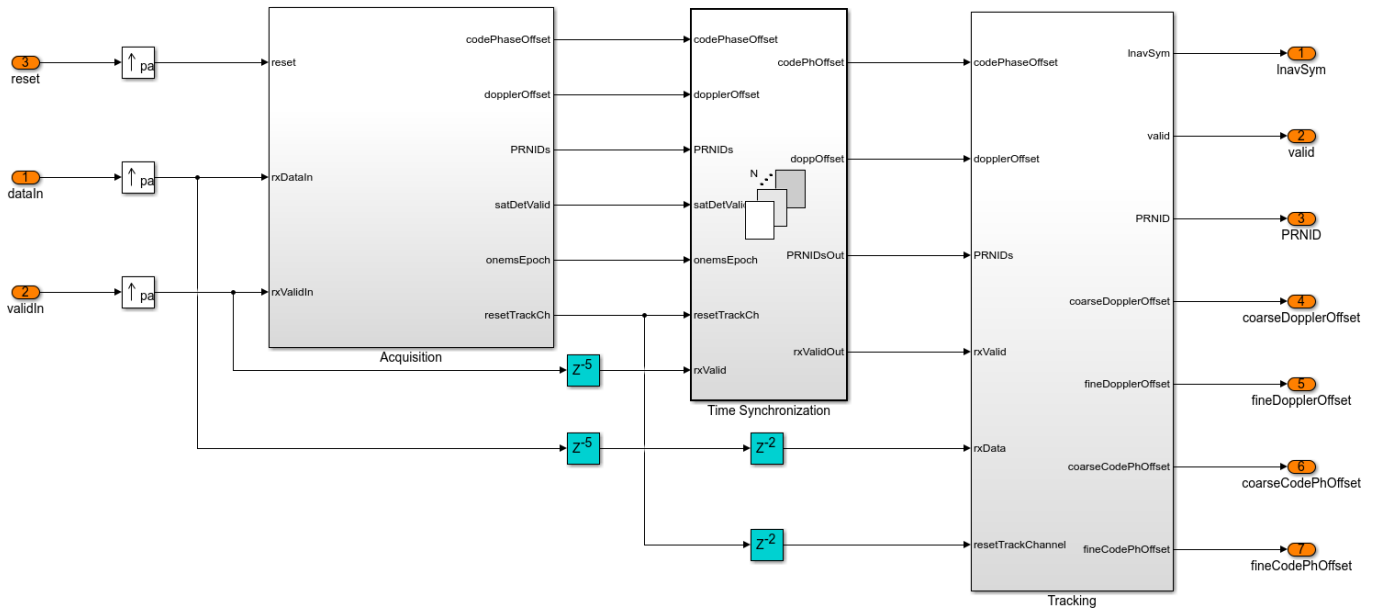 3
reset
pa
1
dataIn
pa
2
validIn
pa
reset
rxDataIn
rxValidIn
codePhaseOffset
dopplerOffset
PRNIDs
satDetValid
onemsEpoch
resetTrackCh
Acquisition
Z-5
Z-5
codePhaseOffset
dopplerOffset
PRNIDs
onemsEpoch
resetTrackCh
rxValid
N
codePhOffset
doppOffset
PRNIDsOut
rxValidOut
Time Synchronization
Z-2
Z-2
codePhaseOffset
dopplerOffset
PRNIDs
rxValid
rxData
resetTrackChannel
lnavSym
valid
PRNID
coarseDopplerOffset
fineDopplerOffset
coarseCodePhOffset
fineCodePhOffset
Tracking
1
lnavSym
2
valid
3
PRNID
4
coarseDopplerOffset
5
fineDopplerOffset
6
coarseCodePhOffset
7
fineCodePhOffset